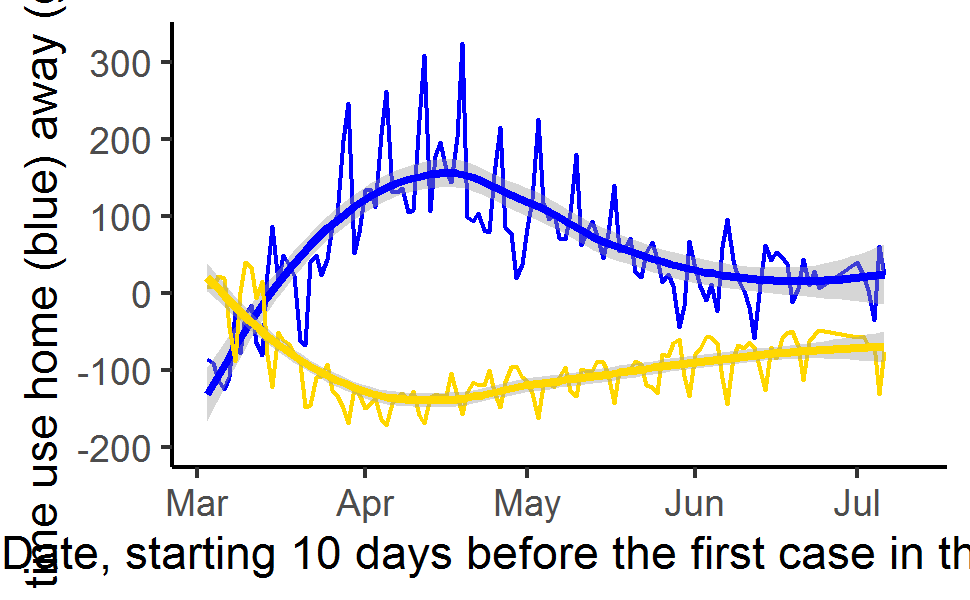 time use home (blue) away (
300
200
100
0
-100
-200
Mar Apr May Jun Jul
Date, starting 10 days before the first case in th